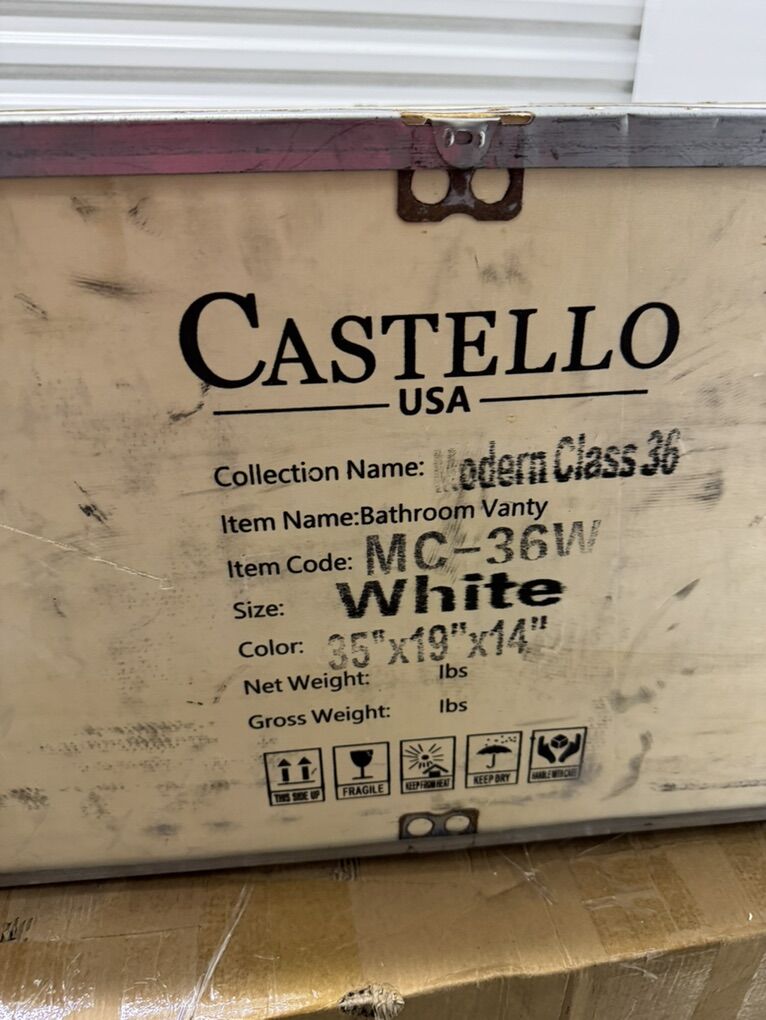 CASTELLO
USA
Collection Name: Modern Class 36
Item Name:Bathroom Vanty
Item Code: MC-36W
Size: White
Color: 35"x19"x14"
Net Weight: lbs
Gross Weight: lbs
THIS SIDE UP FRAGILE KEEP FROM HEAT KEEP DRY HANDLE WITH CARE